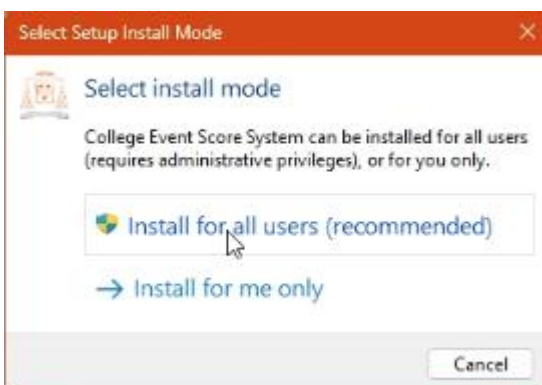 Select Setup Install Mode
Select install mode
College Event Score System can be installed for all users
(requires administrative privileges), or for you only.
Install for all users (recommended)
Install for me only
Cancel